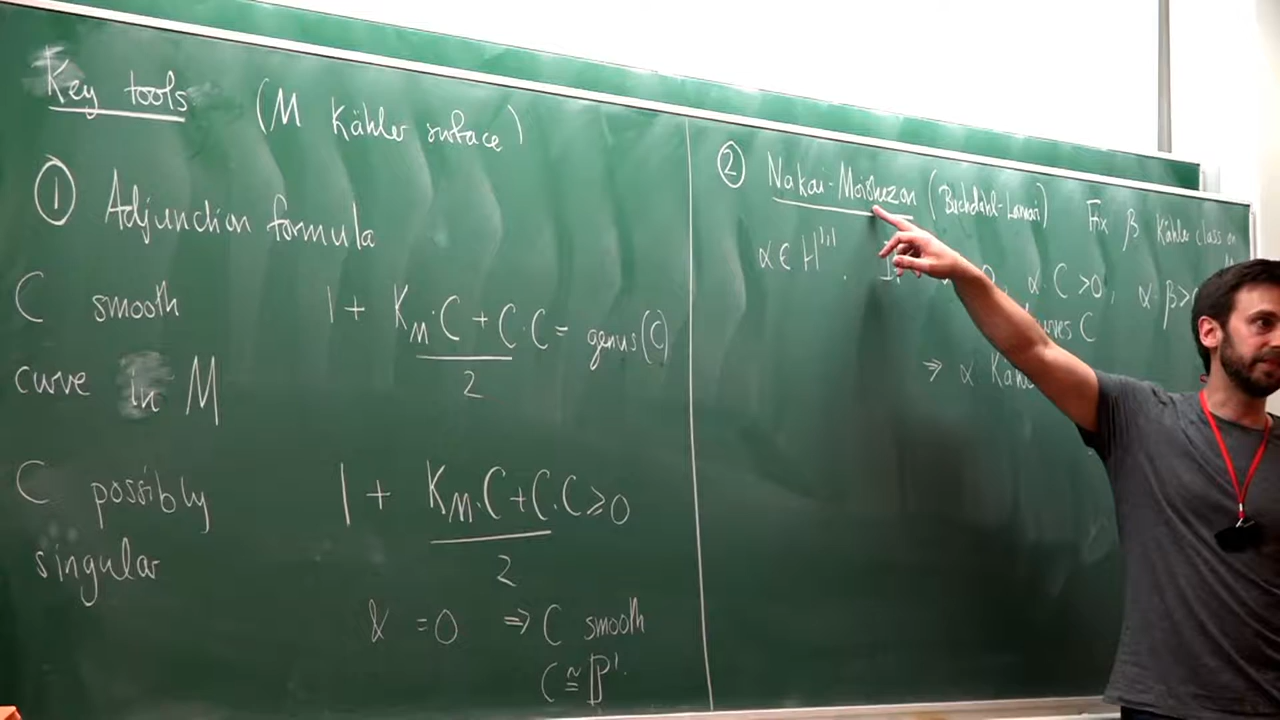 Key tools (M Kähler surface)
① Adjunction formula
C smooth
curve in M
1 + K_M·C + C·C = genus(C)
2
C possibly
singular
1 + K_M·C + C·C ≥ 0
2
& = 0 ⇒ C smooth
C ≅ ℙ¹.
② Nakai-Moishezon (Buchdahl-Lamari) Fix β Kähler class on
α ∈ H^{1,1}. α·C > 0, α·β >
curves C
⇒ α